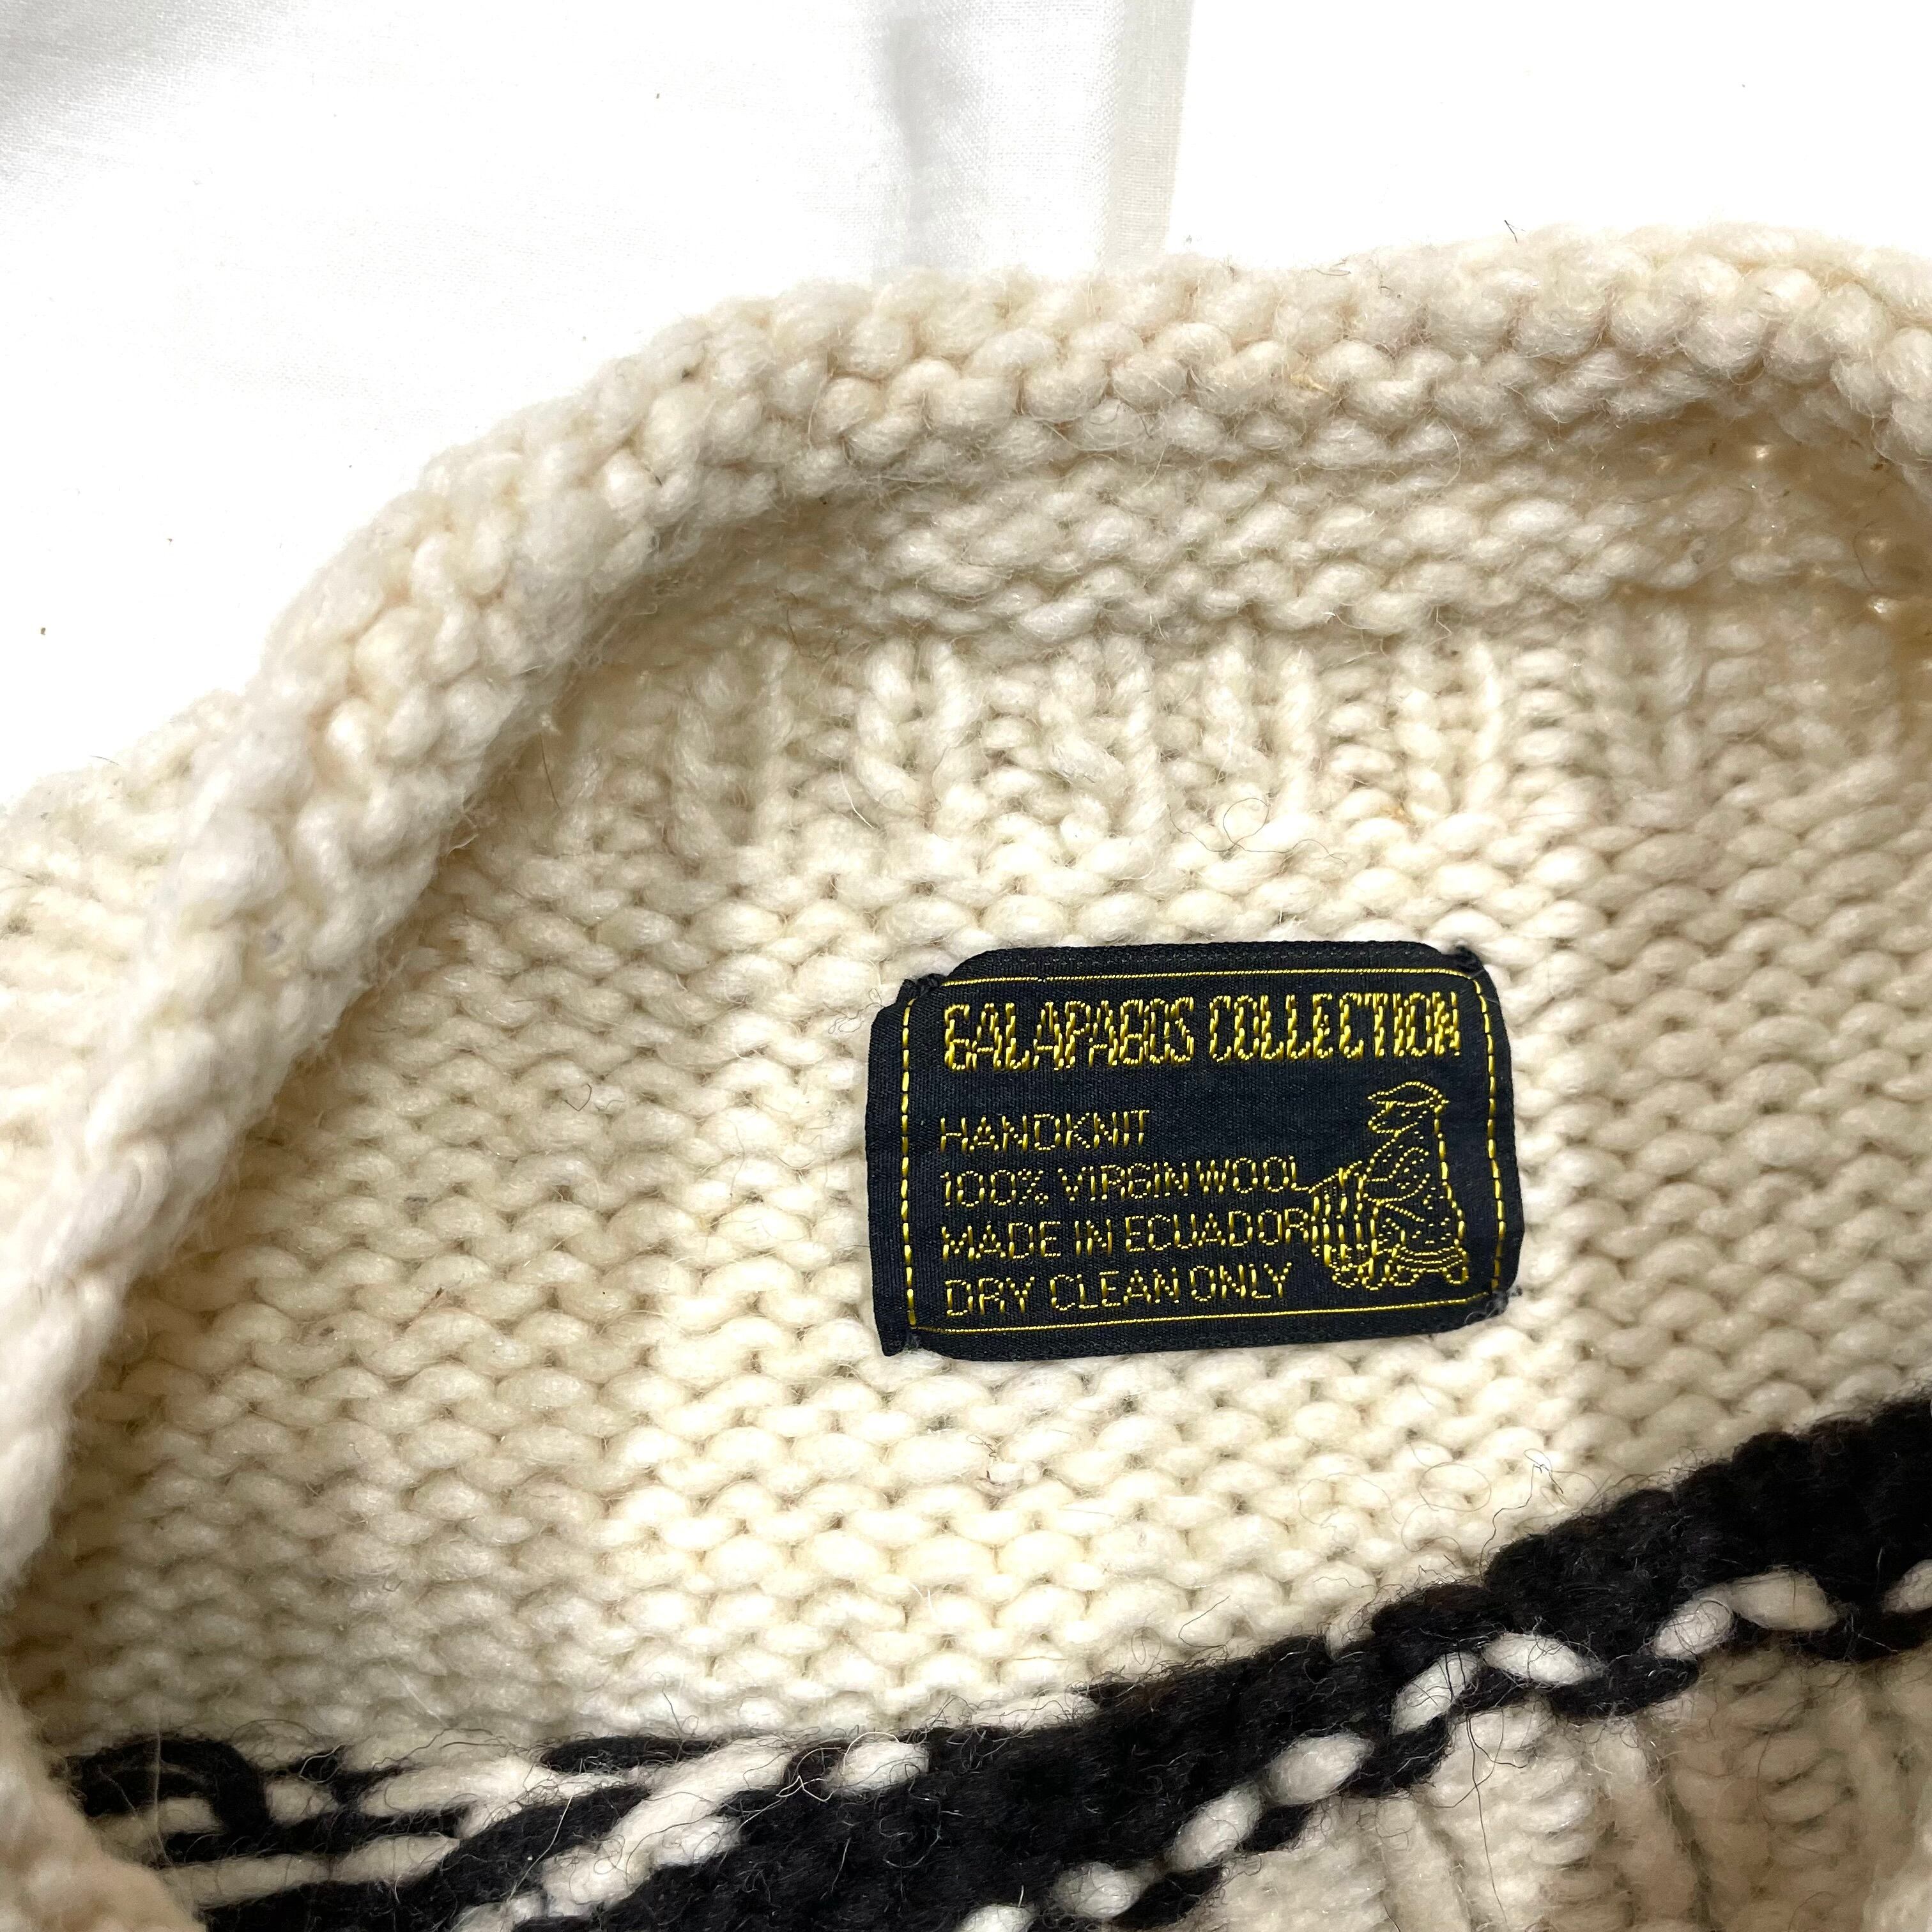 GALAPAGOS COLLECTION
HANDKNIT
100% VIRGIN WOOL
MADE IN ECUADOR
DRY CLEAN ONLY